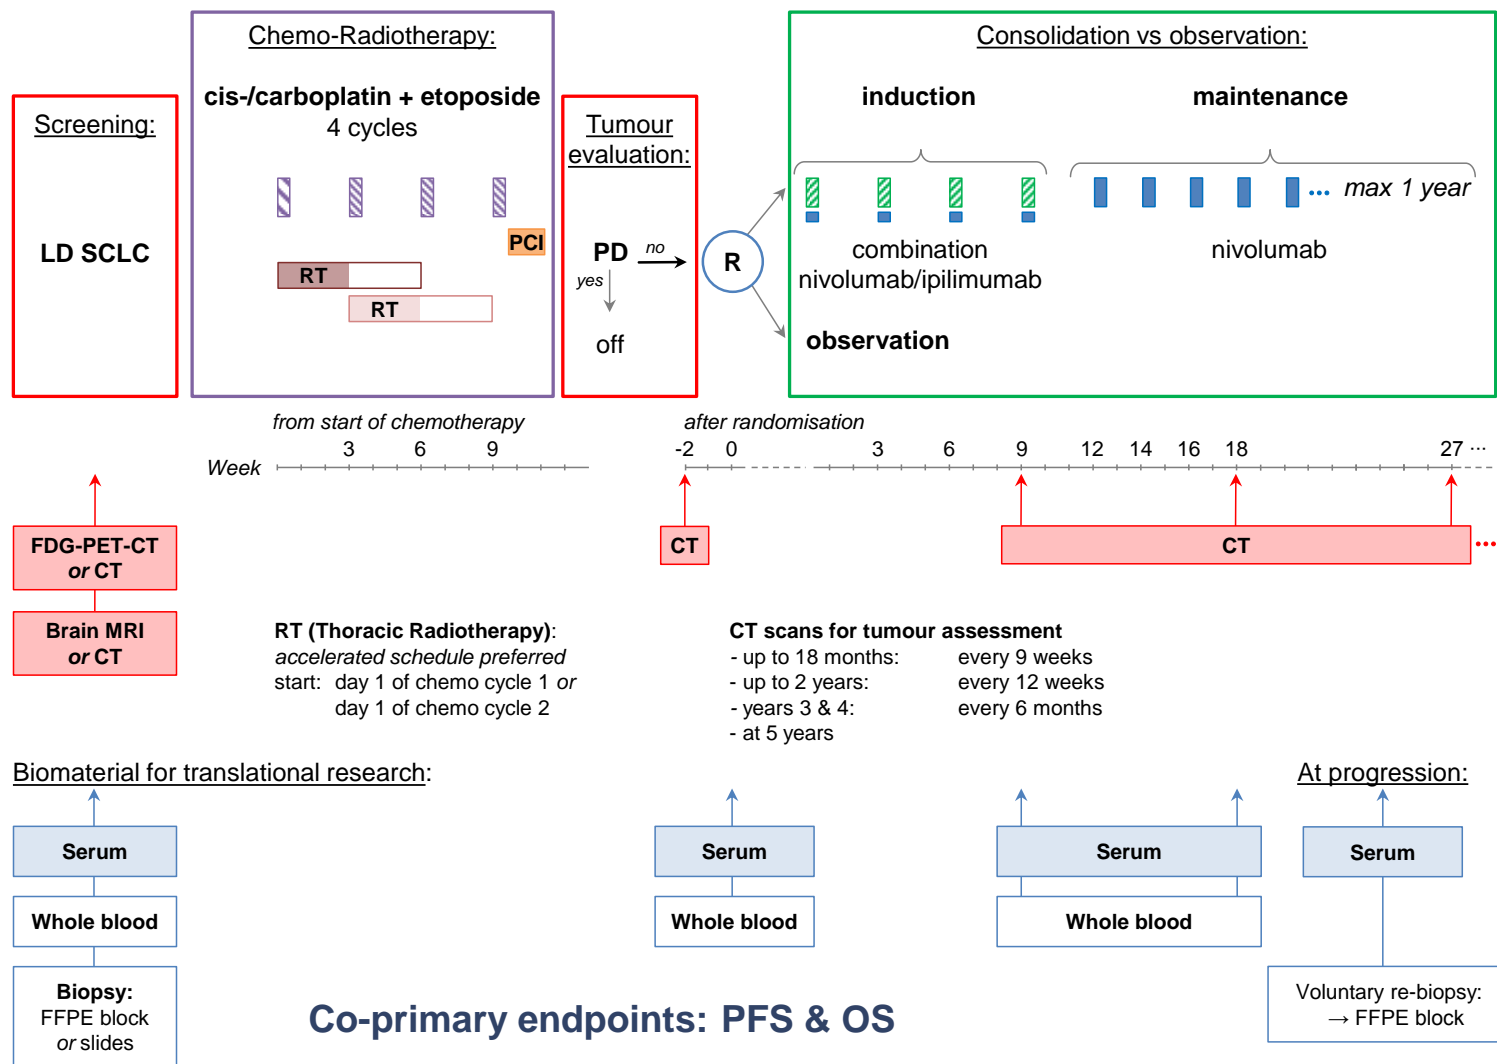 Chemo-Radiotherapy:
cis-/carboplatin + etoposide
4 cycles
PCI
RT
RT
Screening:
LD SCLC
Tumour
evaluation:
PD
no
yes
off
R
Consolidation vs observation:
induction
maintenance
... max 1 year
combination
nivolumab/ipilimumab
nivolumab
observation
from start of chemotherapy
3 6 9
Week
after randomisation
-2 0 3 6 9 12 14 16 18 27 ...
FDG-PET-CT
or CT
Brain MRI
or CT
CT
CT
...
RT (Thoracic Radiotherapy):
accelerated schedule preferred
start: day 1 of chemo cycle 1 or
day 1 of chemo cycle 2
CT scans for tumour assessment
- up to 18 months: every 9 weeks
- up to 2 years: every 12 weeks
- years 3 & 4: every 6 months
- at 5 years
Biomaterial for translational research:
At progression:
Serum
Serum
Serum
Serum
Whole blood
Whole blood
Whole blood
Biopsy:
FFPE block
or slides
Co-primary endpoints: PFS & OS
Voluntary re-biopsy:
→ FFPE block